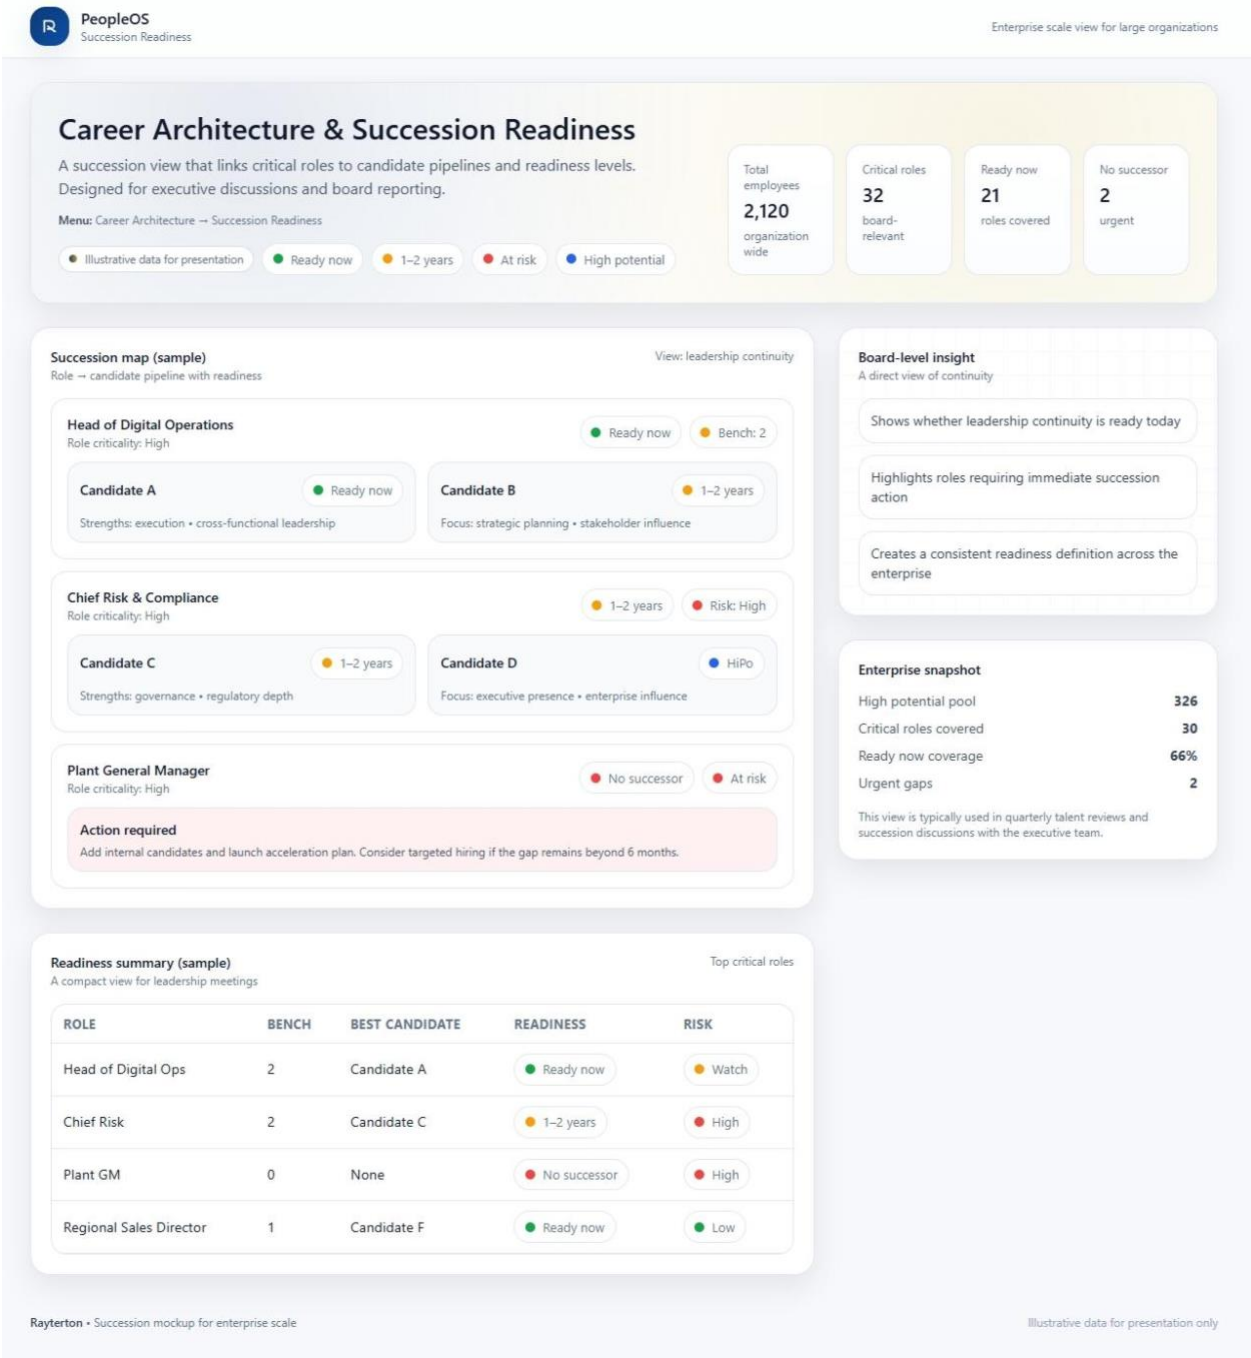 PeopleOS
Succession Readiness
Enterprise scale view for large organizations
Career Architecture & Succession Readiness
A succession view that links critical roles to candidate pipelines and readiness levels.
Designed for executive discussions and board reporting.
Menu: Career Architecture → Succession Readiness
Illustrative data for presentation
Ready now
1–2 years
At risk
High potential
Total
employees
2,120
organization
wide
Critical roles
32
board-
relevant
Ready now
21
roles covered
No successor
2
urgent
Succession map (sample)
Role → candidate pipeline with readiness
View: leadership continuity
Head of Digital Operations
Role criticality: High
Ready now
Bench: 2
Candidate A
Ready now
Strengths: execution • cross-functional leadership
Candidate B
1–2 years
Focus: strategic planning • stakeholder influence
Chief Risk & Compliance
Role criticality: High
1–2 years
Risk: High
Candidate C
1–2 years
Strengths: governance • regulatory depth
Candidate D
HiPo
Focus: executive presence • enterprise influence
Plant General Manager
Role criticality: High
No successor
At risk
Action required
Add internal candidates and launch acceleration plan. Consider targeted hiring if the gap remains beyond 6 months.
Board-level insight
A direct view of continuity
Shows whether leadership continuity is ready today
Highlights roles requiring immediate succession
action
Creates a consistent readiness definition across the
enterprise
Enterprise snapshot
High potential pool 326
Critical roles covered 30
Ready now coverage 66%
Urgent gaps 2
This view is typically used in quarterly talent reviews and
succession discussions with the executive team.
Readiness summary (sample)
A compact view for leadership meetings
Top critical roles
ROLE BENCH BEST CANDIDATE READINESS RISK
Head of Digital Ops 2 Candidate A Ready now Watch
Chief Risk 2 Candidate C 1–2 years High
Plant GM 0 None No successor High
Regional Sales Director 1 Candidate F Ready now Low
Rayterton • Succession mockup for enterprise scale
Illustrative data for presentation only